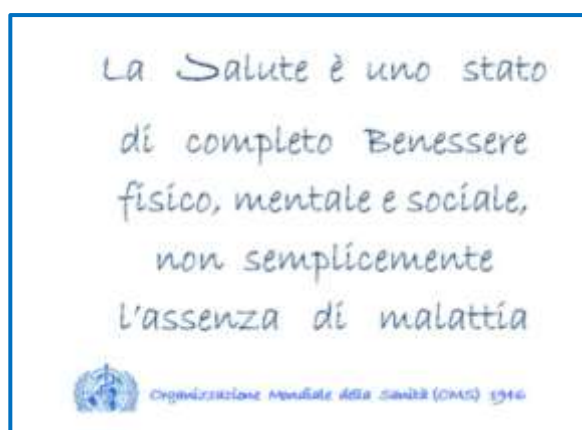 La Salute è uno stato
di completo Benessere
fisico, mentale e sociale,
non semplicemente
l'assenza di malattia
Organizzazione Mondiale della Sanità (OMS) 1946